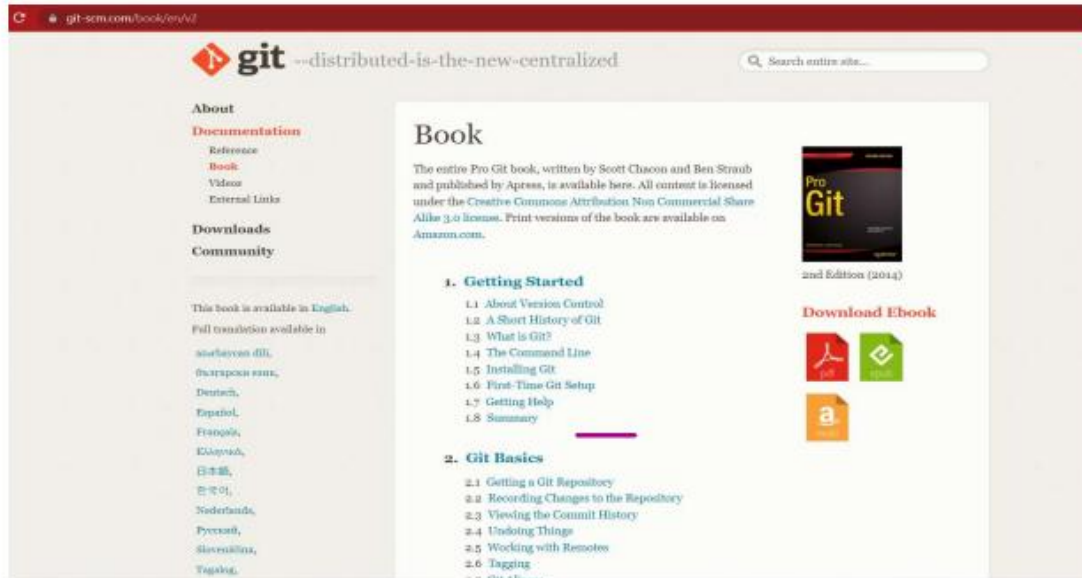 git-scm.com/book/en/v2
git --distributed-is-the-new-centralized
Search entire site...
About
Documentation
Reference
Book
Videos
External Links
Downloads
Community
This book is available in English.
Full translation available in
azərbaycan dili,
български език,
Deutsch,
Español,
Français,
Ελληνικά,
日本語,
한국어,
Nederlands,
Русский,
Slovenščina,
Tagalog,
Book
The entire Pro Git book, written by Scott Chacon and Ben Straub
and published by Apress, is available here. All content is licensed
under the Creative Commons Attribution Non Commercial Share
Alike 3.0 license. Print versions of the book are available on
Amazon.com.
1. Getting Started
1.1 About Version Control
1.2 A Short History of Git
1.3 What is Git?
1.4 The Command Line
1.5 Installing Git
1.6 First-Time Git Setup
1.7 Getting Help
1.8 Summary
2. Git Basics
2.1 Getting a Git Repository
2.2 Recording Changes to the Repository
2.3 Viewing the Commit History
2.4 Undoing Things
2.5 Working with Remotes
2.6 Tagging
Pro
Git
2nd Edition (2014)
Download Ebook
pdf
epub
a